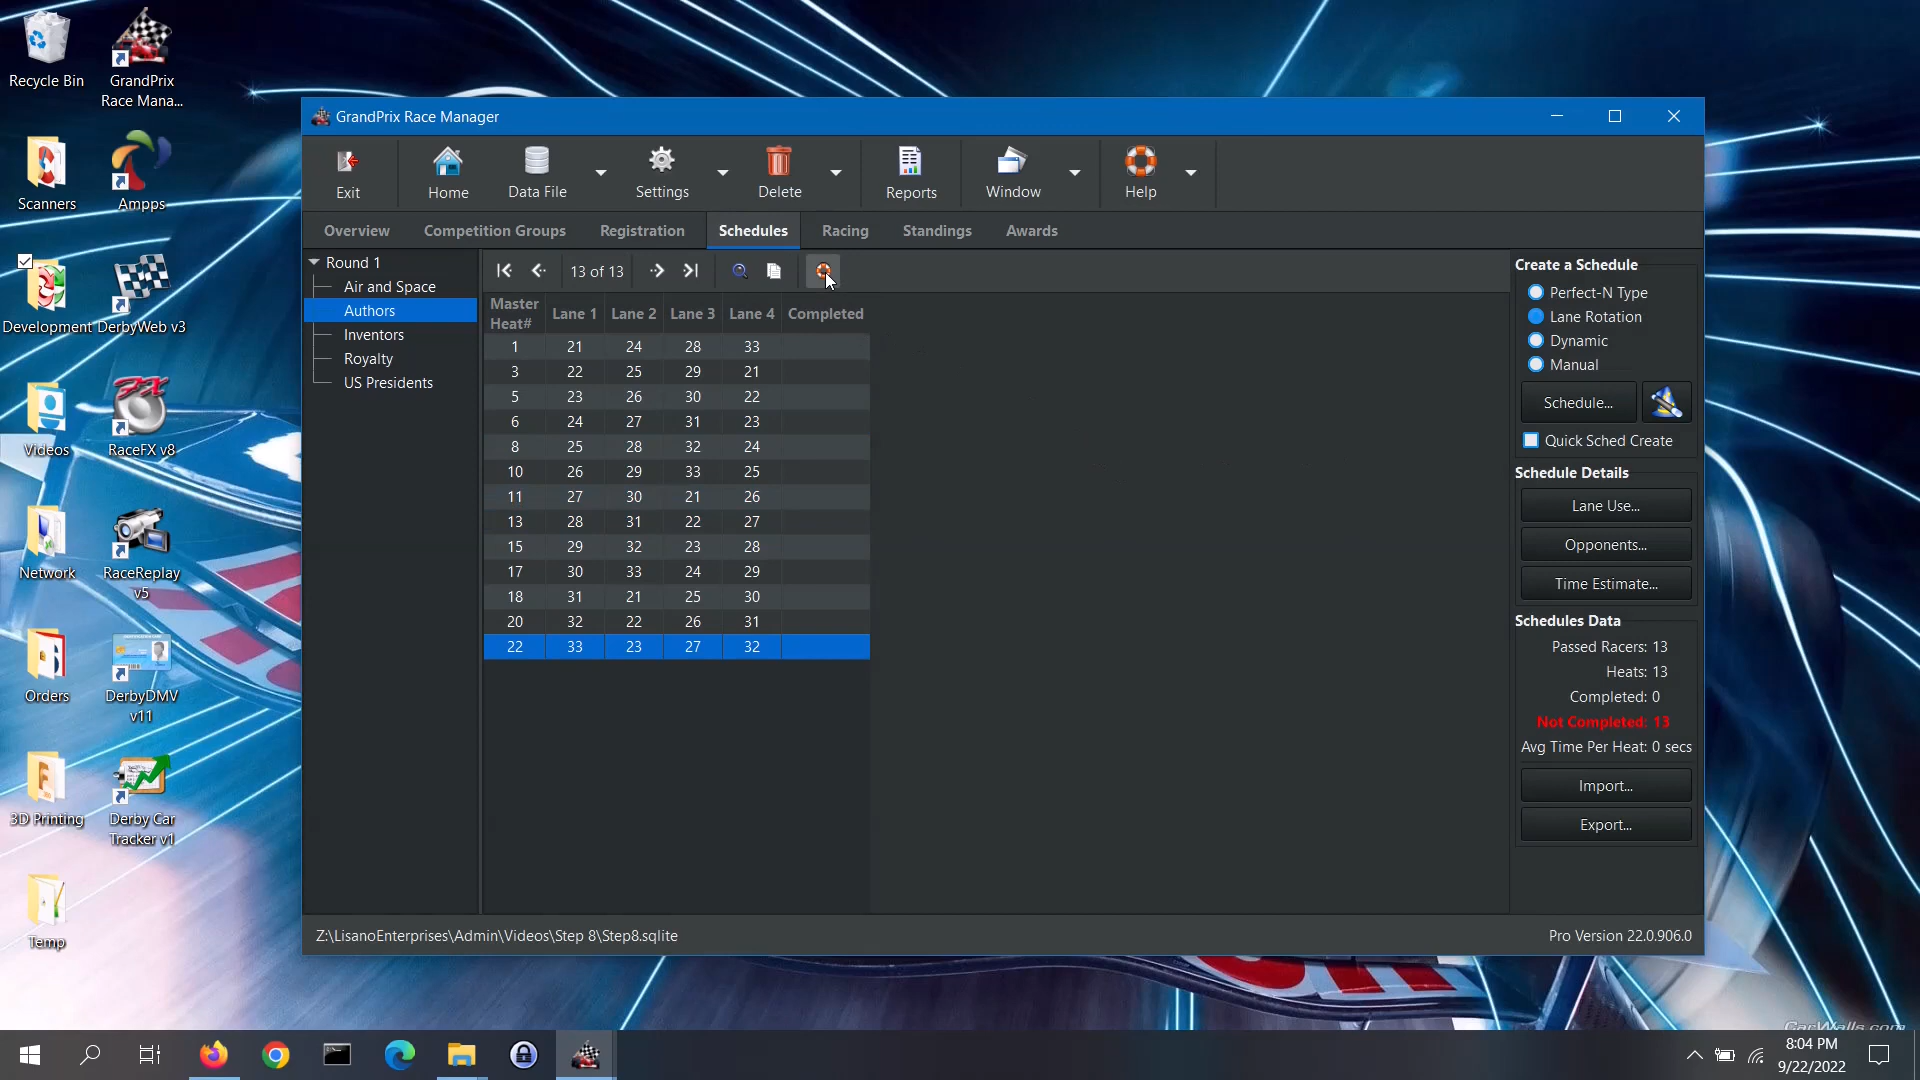 Recycle Bin
GrandPrix
Race Mana...
Scanners
Ampps
Development
DerbyWeb v3
Videos
RaceFX v8
Network
RaceReplay
v5
Orders
DerbyDMV
v11
3D Printing
Derby Car
Tracker v1
Temp
GrandPrix Race Manager
Exit
Home
Data File
Settings
Delete
Reports
Window
Help
Overview
Competition Groups
Registration
Schedules
Racing
Standings
Awards
Round 1
Air and Space
Authors
Inventors
Royalty
US Presidents
13 of 13
Master
Heat# Lane 1 Lane 2 Lane 3 Lane 4 Completed
1 21 24 28 33
3 22 25 29 21
5 23 26 30 22
6 24 27 31 23
8 25 28 32 24
10 26 29 33 25
11 27 30 21 26
13 28 31 22 27
15 29 32 23 28
17 30 33 24 29
18 31 21 25 30
20 32 22 26 31
22 33 23 27 32
Create a Schedule
Perfect-N Type
Lane Rotation
Dynamic
Manual
Schedule...
Quick Sched Create
Schedule Details
Lane Use...
Opponents...
Time Estimate...
Schedules Data
Passed Racers: 13
Heats: 13
Completed: 0
Not Completed: 13
Avg Time Per Heat: 0 secs
Import...
Export...
Z:\LisanoEnterprises\Admin\Videos\Step 8\Step8.sqlite
Pro Version 22.0.906.0
CarWalls.com
8:04 PM
9/22/2022